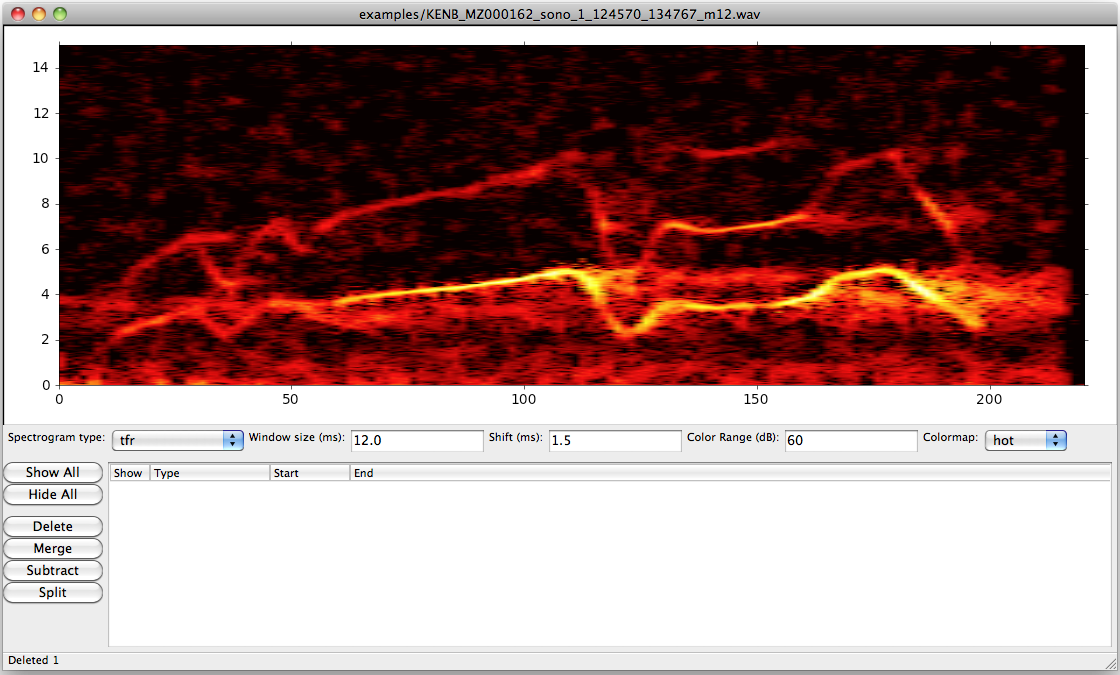 examples/KENB_MZ000162_sono_1_124570_134767_m12.wav
14
12
10
8
6
4
2
0
0 50 100 150 200
Spectrogram type: tfr Window size (ms): 12.0 Shift (ms): 1.5 Color Range (dB): 60 Colormap: hot
Show All
Show Type Start End
Hide All
Delete
Merge
Subtract
Split
Deleted 1